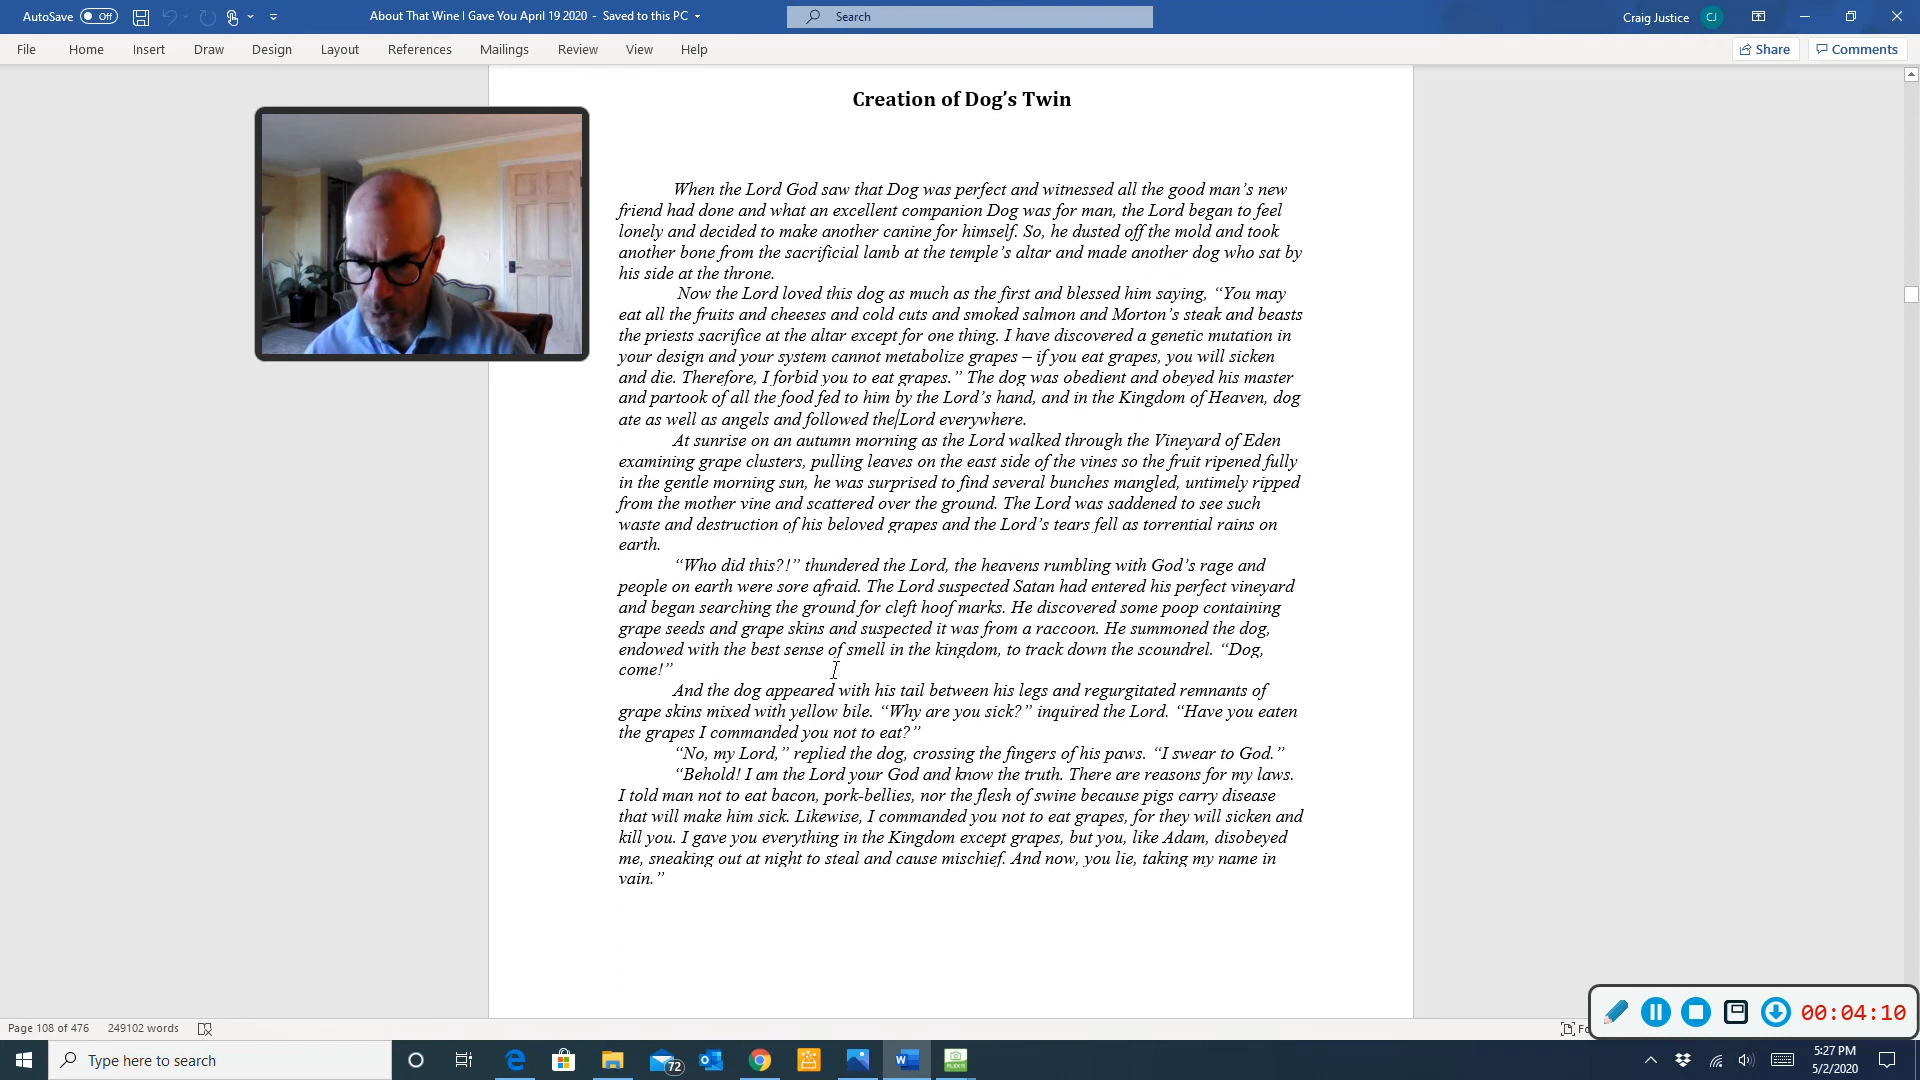 AutoSave Off About That Wine I Gave You April 19 2020 - Saved to this PC Search Craig Justice CJ
File Home Insert Draw Design Layout References Mailings Review View Help Share Comments
Creation of Dog’s Twin
When the Lord God saw that Dog was perfect and witnessed all the good man’s new
friend had done and what an excellent companion Dog was for man, the Lord began to feel
lonely and decided to make another canine for himself. So, he dusted off the mold and took
another bone from the sacrificial lamb at the temple’s altar and made another dog who sat by
his side at the throne.
Now the Lord loved this dog as much as the first and blessed him saying, “You may
eat all the fruits and cheeses and cold cuts and smoked salmon and Morton’s steak and beasts
the priests sacrifice at the altar except for one thing. I have discovered a genetic mutation in
your design and your system cannot metabolize grapes – if you eat grapes, you will sicken
and die. Therefore, I forbid you to eat grapes.” The dog was obedient and obeyed his master
and partook of all the food fed to him by the Lord’s hand, and in the Kingdom of Heaven, dog
ate as well as angels and followed the Lord everywhere.
At sunrise on an autumn morning as the Lord walked through the Vineyard of Eden
examining grape clusters, pulling leaves on the east side of the vines so the fruit ripened fully
in the gentle morning sun, he was surprised to find several bunches mangled, untimely ripped
from the mother vine and scattered over the ground. The Lord was saddened to see such
waste and destruction of his beloved grapes and the Lord’s tears fell as torrential rains on
earth.
“Who did this?!” thundered the Lord, the heavens rumbling with God’s rage and
people on earth were sore afraid. The Lord suspected Satan had entered his perfect vineyard
and began searching the ground for cleft hoof marks. He discovered some poop containing
grape seeds and grape skins and suspected it was from a raccoon. He summoned the dog,
endowed with the best sense of smell in the kingdom, to track down the scoundrel. “Dog,
come!”
And the dog appeared with his tail between his legs and regurgitated remnants of
grape skins mixed with yellow bile. “Why are you sick?” inquired the Lord. “Have you eaten
the grapes I commanded you not to eat?”
“No, my Lord,” replied the dog, crossing the fingers of his paws. “I swear to God.”
“Behold! I am the Lord your God and know the truth. There are reasons for my laws.
I told man not to eat bacon, pork-bellies, nor the flesh of swine because pigs carry disease
that will make him sick. Likewise, I commanded you not to eat grapes, for they will sicken and
kill you. I gave you everything in the Kingdom except grapes, but you, like Adam, disobeyed
me, sneaking out at night to steal and cause mischief. And now, you lie, taking my name in
vain.”
00:04:10
Page 108 of 476 249102 words
Type here to search 72 5:27 PM
5/2/2020